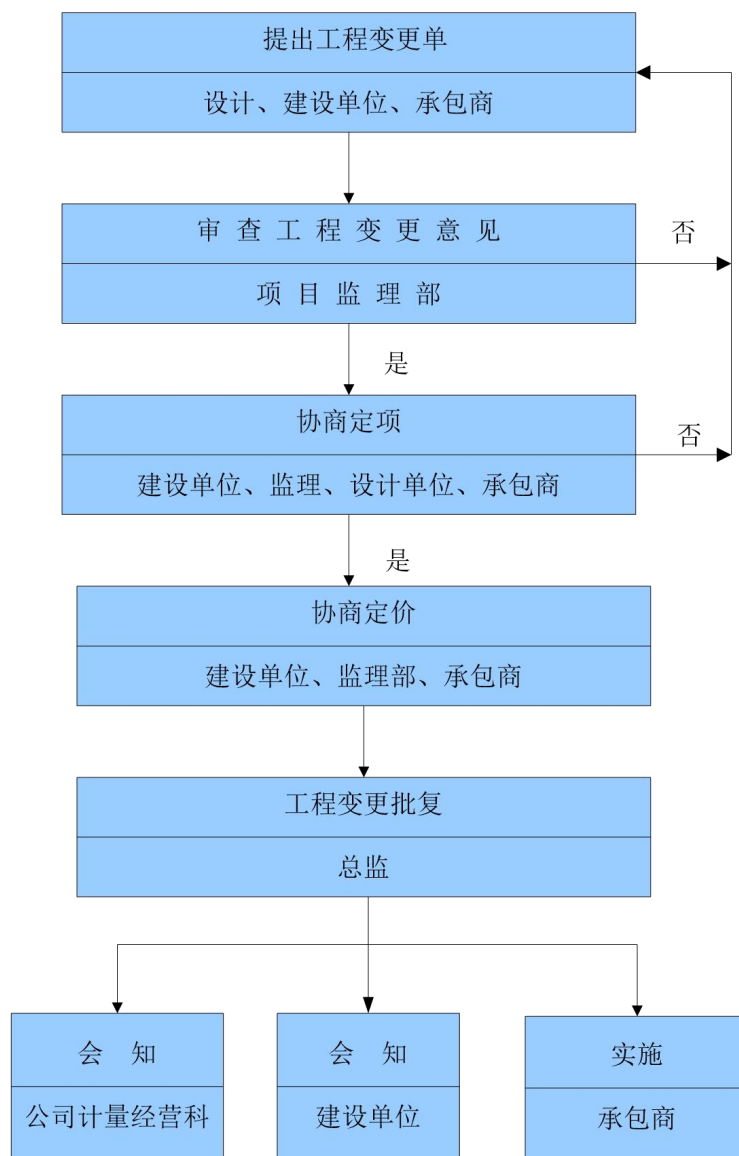 提出工程变更单
设计、建设单位、承包商
审查工程变更意见
否
项目监理部
是
协商定项
否
建设单位、监理、设计单位、承包商
是
协商定价
建设单位、监理部、承包商
工程变更批复
总监
会 知
公司计量经营科
会 知
建设单位
实施
承包商